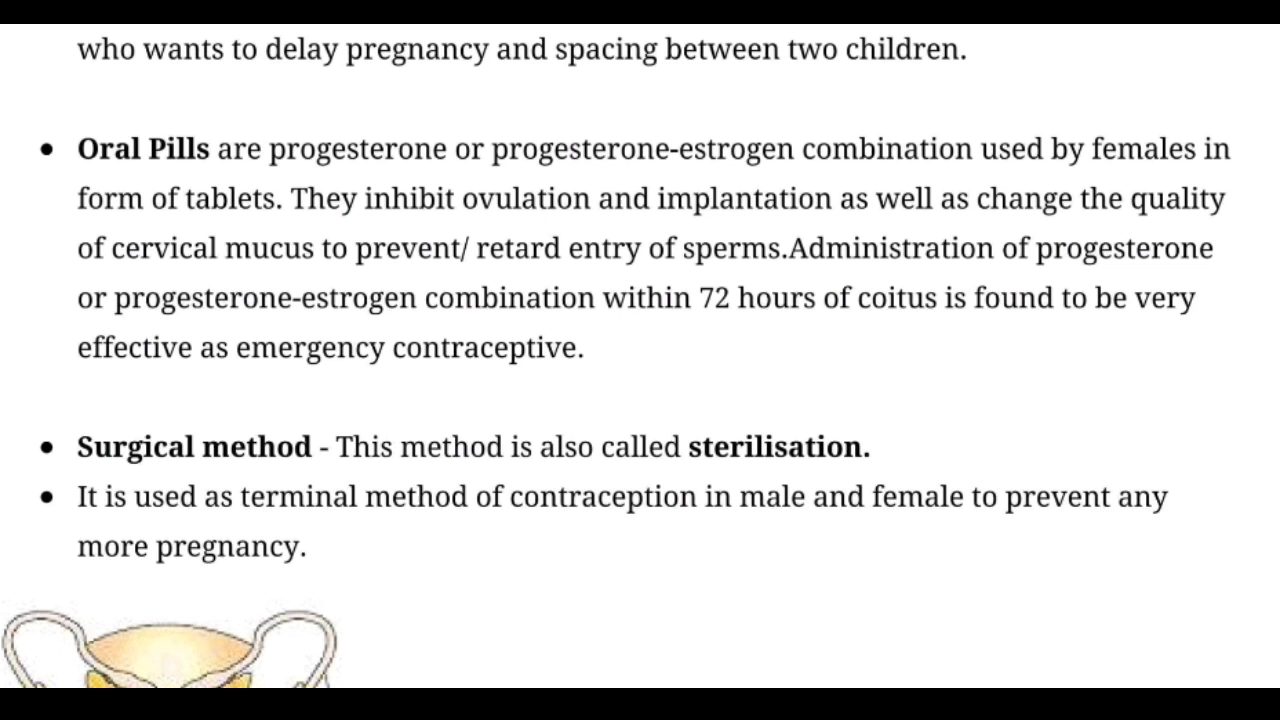 who wants to delay pregnancy and spacing between two children.
• Oral Pills are progesterone or progesterone-estrogen combination used by females in
form of tablets. They inhibit ovulation and implantation as well as change the quality
of cervical mucus to prevent/ retard entry of sperms.Administration of progesterone
or progesterone-estrogen combination within 72 hours of coitus is found to be very
effective as emergency contraceptive.
• Surgical method - This method is also called sterilisation.
• It is used as terminal method of contraception in male and female to prevent any
more pregnancy.